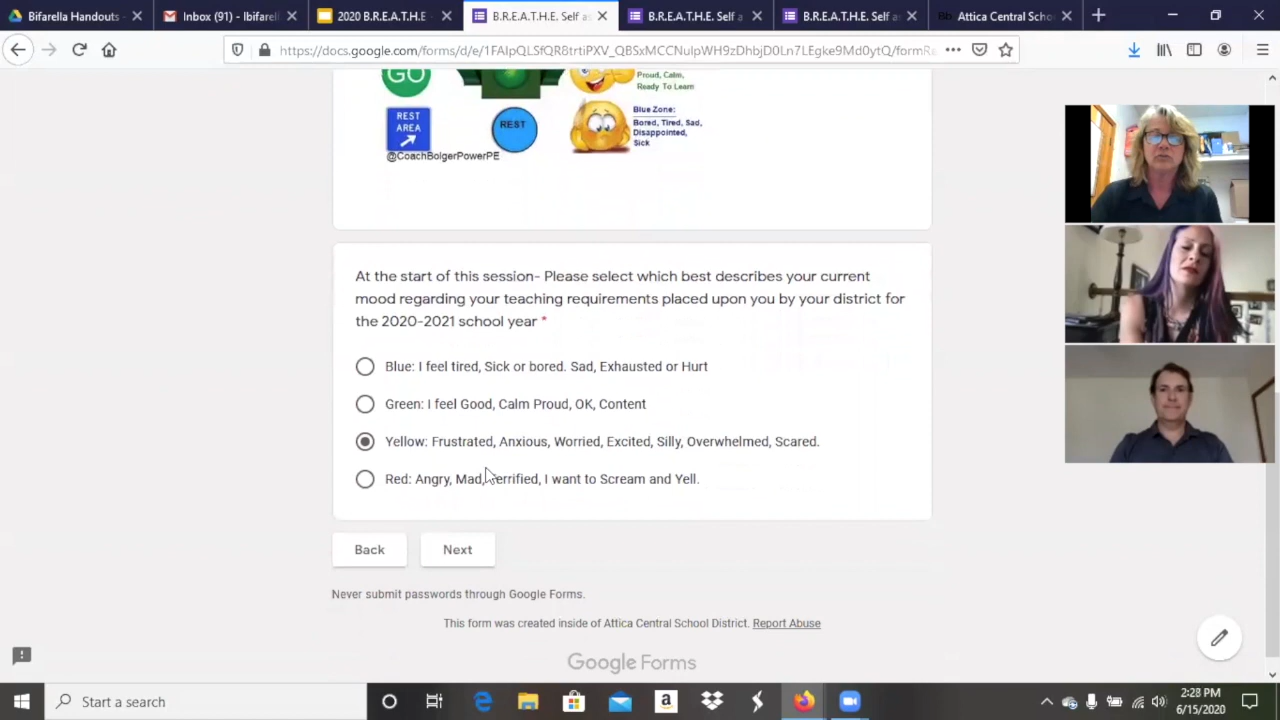 Bifarella Handouts -
Inbox (91) - lbifarell
2020 B.R.E.A.T.H.E
B.R.E.A.T.H.E. Self as
B.R.E.A.T.H.E. Self a
B.R.E.A.T.H.E. Self ar
Bb Attica Central Scho
https://docs.google.com/forms/d/e/1FAIpQLSfQR8trtiPXV_QBSxMCCNulpWH9zDhbjD0Ln7LEgke9Md0ytQ/formRe
GO
Proud, Calm,
Ready To Learn
REST
AREA
REST
Blue Zone:
Bored, Tired, Sad,
Disappointed,
Sick
@CoachBolgerPowerPE
At the start of this session- Please select which best describes your current
mood regarding your teaching requirements placed upon you by your district for
the 2020-2021 school year *
Blue: I feel tired, Sick or bored. Sad, Exhausted or Hurt
Green: I feel Good, Calm Proud, OK, Content
Yellow: Frustrated, Anxious, Worried, Excited, Silly, Overwhelmed, Scared.
Red: Angry, Mad, Terrified, I want to Scream and Yell.
Back
Next
Never submit passwords through Google Forms.
This form was created inside of Attica Central School District. Report Abuse
Google Forms
Start a search
2:28 PM
6/15/2020